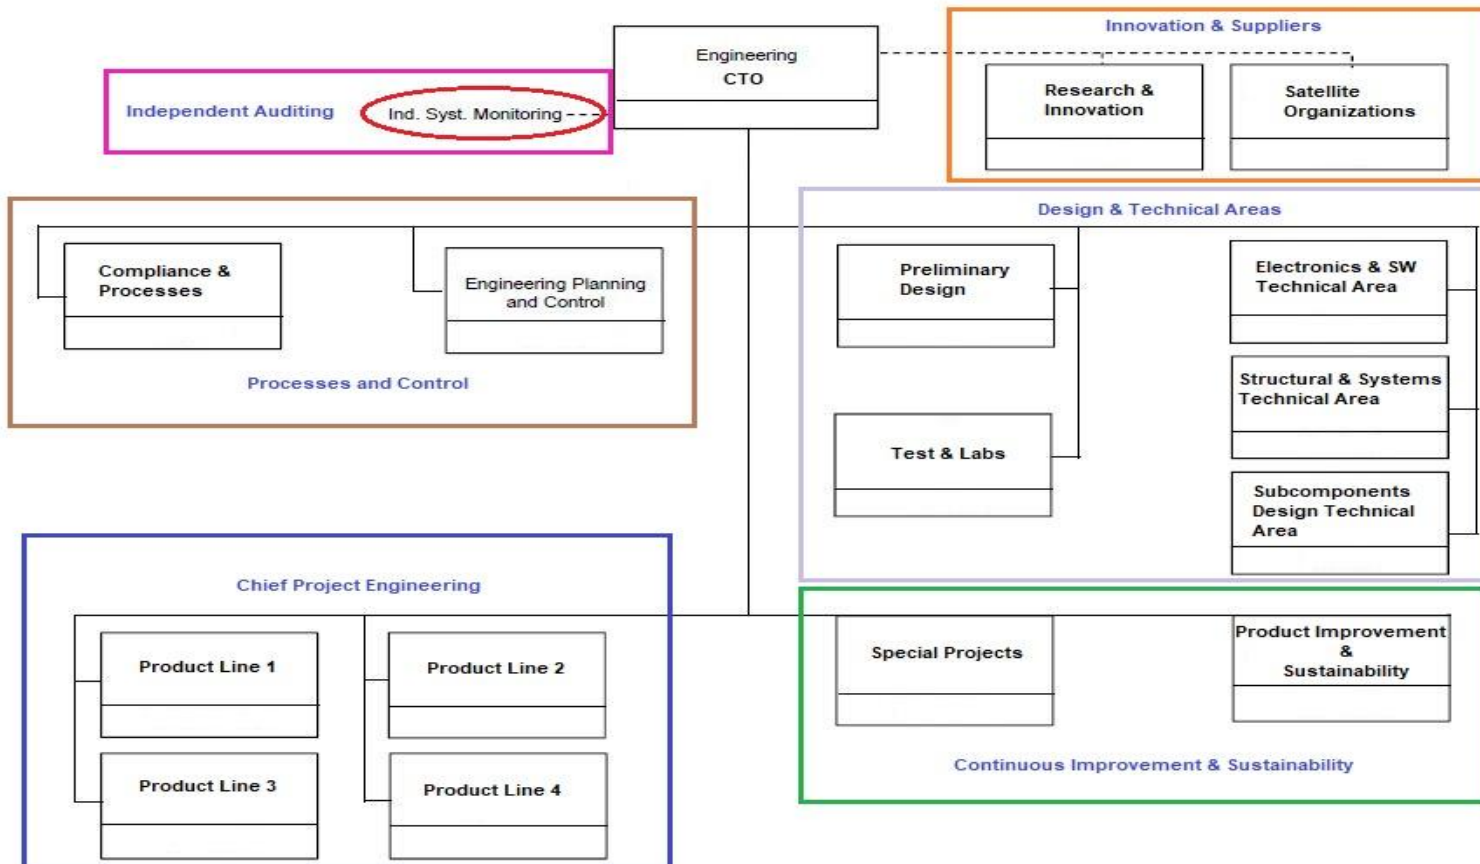 Innovation & Suppliers
Engineering
CTO
Research &
Innovation
Satellite
Organizations
Independent Auditing
Ind. Syst. Monitoring
Design & Technical Areas
Compliance &
Processes
Engineering Planning
and Control
Processes and Control
Preliminary
Design
Electronics & SW
Technical Area
Structural & Systems
Technical Area
Test & Labs
Subcomponents
Design Technical
Area
Chief Project Engineering
Product Line 1
Product Line 2
Product Line 3
Product Line 4
Special Projects
Product Improvement
&
Sustainability
Continuous Improvement & Sustainability